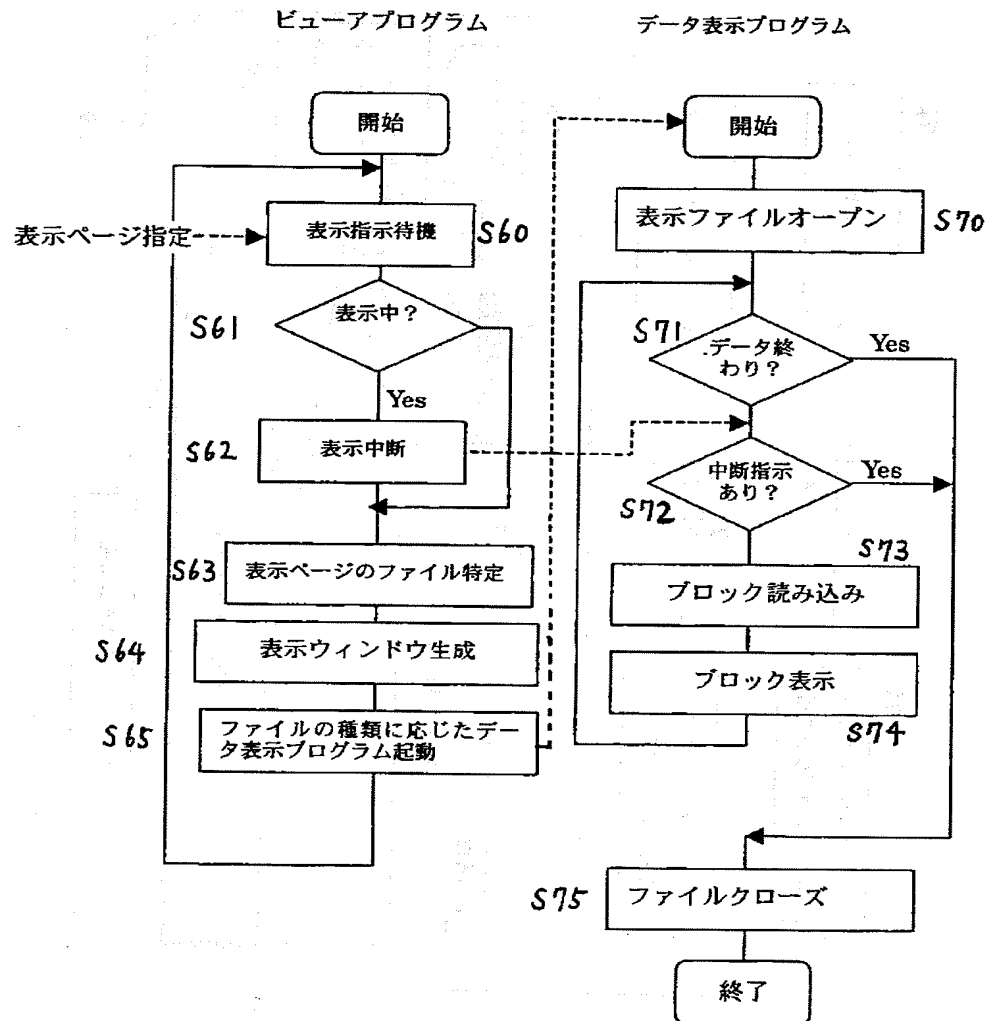 ビューアプログラム
開始
表示ページ指定
表示指示待機
S60
S61
表示中?
Yes
S62
表示中断
S63
表示ページのファイル特定
S64
表示ウィンドウ生成
S65
ファイルの種類に応じたデー
タ表示プログラム起動
データ表示プログラム
開始
表示ファイルオープン
S70
S71
データ終
わり?
Yes
中断指示
あり?
Yes
S72
S73
ブロック読み込み
ブロック表示
S74
S75
ファイルクローズ
終了